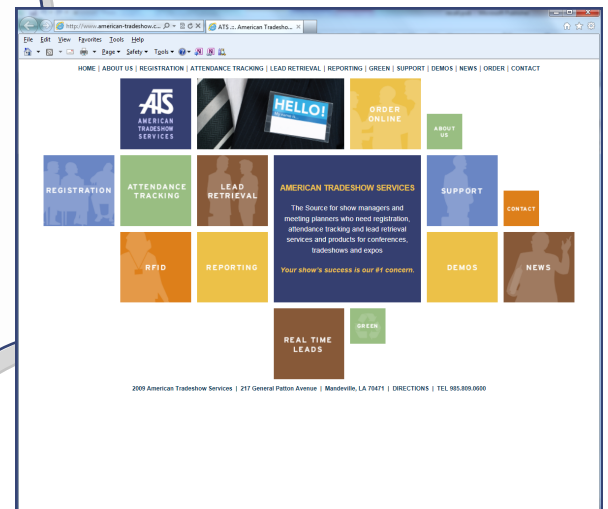 http://www.american-tradeshow.c...
ATS .:. American Tradesho...
File Edit View Favorites Tools Help
Page Safety Tools
HOME | ABOUT US | REGISTRATION | ATTENDANCE TRACKING | LEAD RETRIEVAL | REPORTING | GREEN | SUPPORT | DEMOS | NEWS | ORDER | CONTACT
ATS
AMERICAN
TRADESHOW
SERVICES
HELLO!
ORDER
ONLINE
ABOUT
US
REGISTRATION
ATTENDANCE
TRACKING
LEAD
RETRIEVAL
AMERICAN TRADESHOW SERVICES
The Source for show managers and
meeting planners who need registration,
attendance tracking and lead retrieval
services and products for conferences,
tradeshows and expos
Your show's success is our #1 concern.
SUPPORT
CONTACT
RFID
REPORTING
DEMOS
NEWS
REAL TIME
LEADS
GREEN
2009 American Tradeshow Services | 217 General Patton Avenue | Mandeville, LA 70471 | DIRECTIONS | TEL 985.809.0600